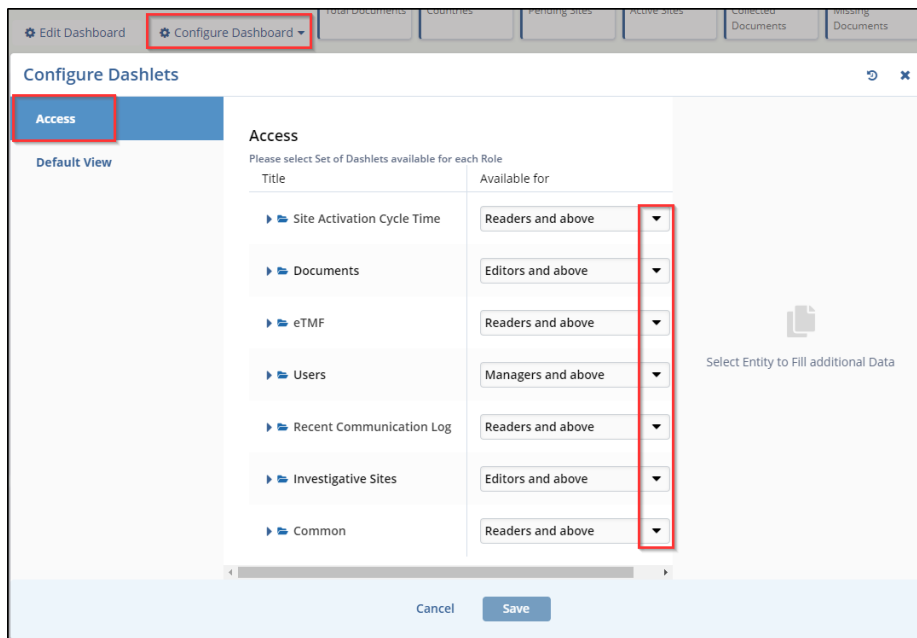 Total Documents
Countries
Pending Sites
Active Sites
Collected
Documents
Missing
Documents
Edit Dashboard
Configure Dashboard
Configure Dashlets
Access
Default View
Access
Please select Set of Dashlets available for each Role
Title Available for
Site Activation Cycle Time Readers and above
Documents Editors and above
eTMF Readers and above
Users Managers and above
Recent Communication Log Readers and above
Investigative Sites Editors and above
Common Readers and above
Select Entity to Fill additional Data
Cancel Save